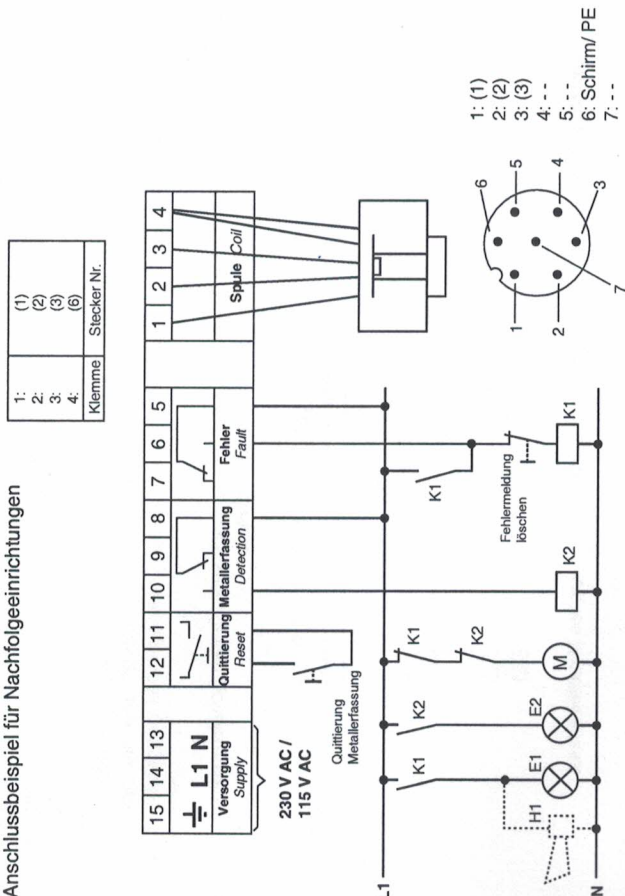 Anschlussbeispiel für Nachfolgeeinrichtungen
1: (1)
2: (2)
3: (3)
4: (6)
Klemme Stecker Nr.
15 14 13 12 11 10 9 8 7 6 5 4 3 2 1
L1 N
Versorgung
Supply
Quittierung
Reset
Metallerfassung
Detection
Fehler
Fault
Spule Coil
230 V AC /
115 V AC
Quittierung
Metallerfassung
L1
K1
K2
K1
K2
K1
Fehlermeldung
löschen
H1
E1
E2
M
K2
K1
N
6
5
4
3
7
2
1
1: (1)
2: (2)
3: (3)
4: - -
5: - -
6: Schirm/ PE
7: - -